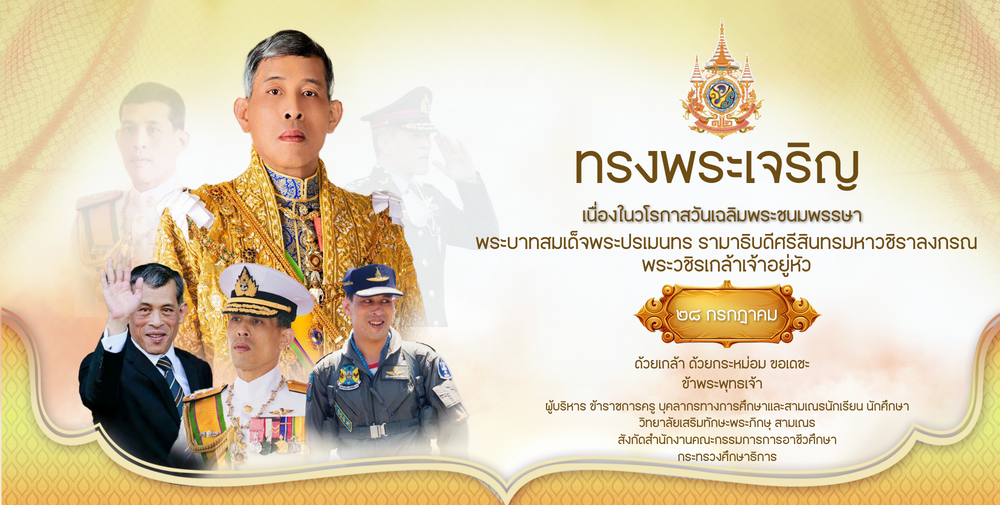 ทรงพระเจริญ
เนื่องในวโรกาสวันเฉลิมพระชนมพรรษา
พระบาทสมเด็จพระปรเมนทร รามาธิบดีศรีสินทรมหาวชิราลงกรณ
พระวชิรเกล้าเจ้าอยู่หัว
๒๘ กรกฎาคม
ด้วยเกล้า ด้วยกระหม่อม ขอเดชะ
ข้าพระพุทธเจ้า
ผู้บริหาร ข้าราชการครู บุคลากรทางการศึกษาและสามเณรนักเรียน นักศึกษา
วิทยาลัยเสริมทักษะพระภิกษุ สามเณร
สังกัดสำนักงานคณะกรรมการการอาชีวศึกษา
กระทรวงศึกษาธิการ